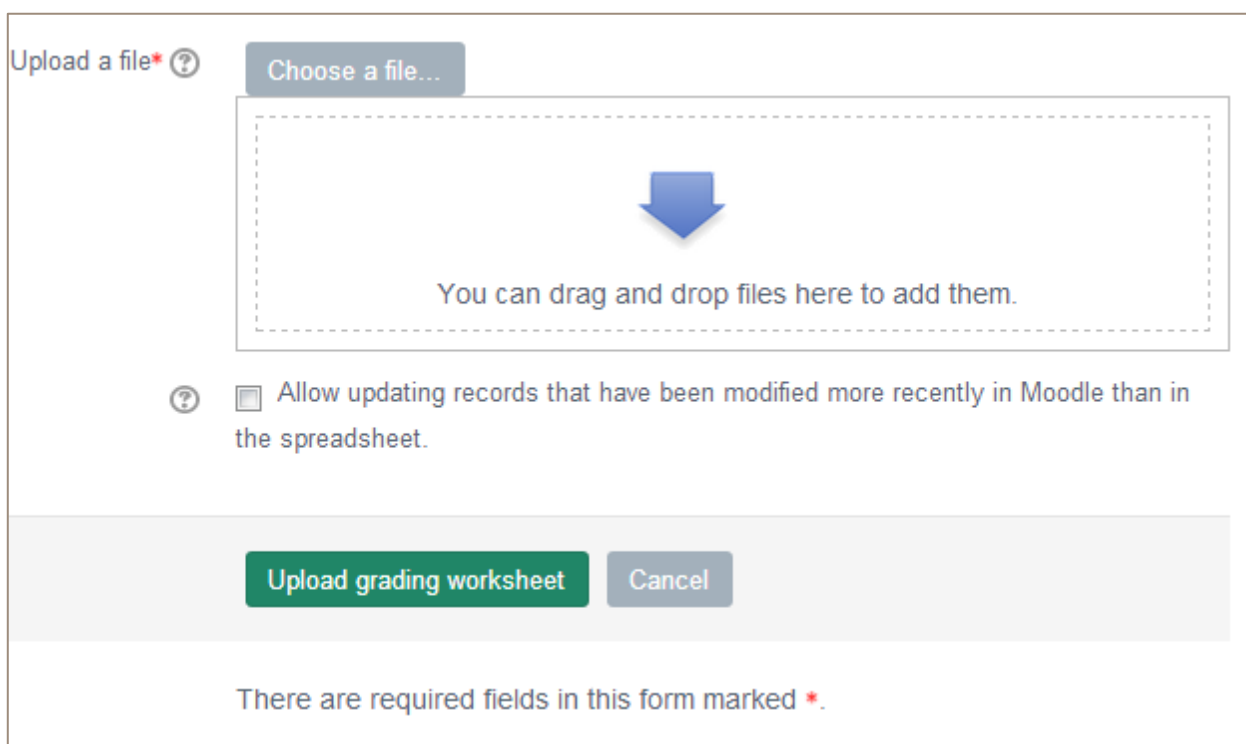 Upload a file*
Choose a file...
You can drag and drop files here to add them.
Allow updating records that have been modified more recently in Moodle than in
the spreadsheet.
Upload grading worksheet
Cancel
There are required fields in this form marked *.